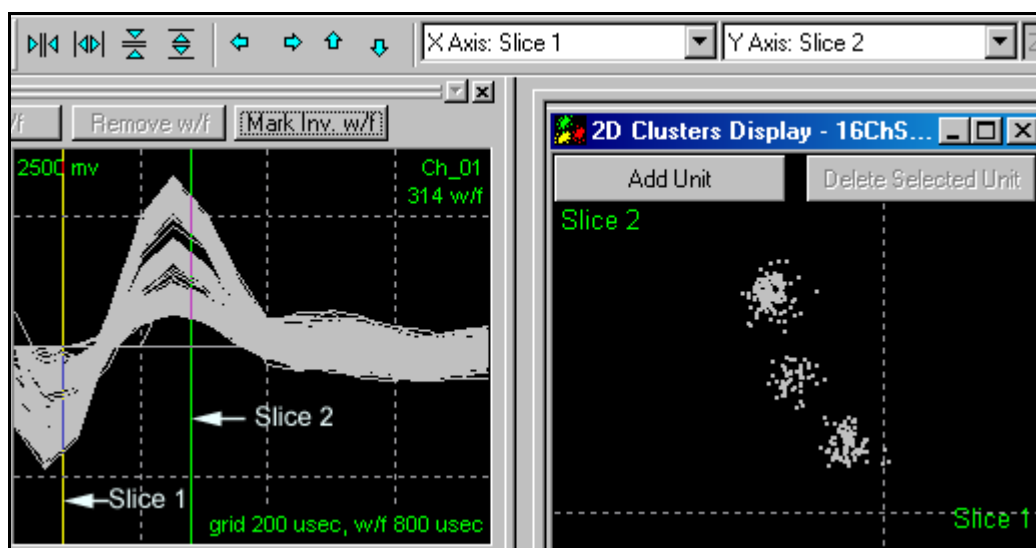 X Axis: Slice 1
Y Axis: Slice 2
Remove w/f
Mark Inv. w/f
2500 mv
Ch_01
314 w/f
Slice 2
Slice 1
grid 200 usec, w/f 800 usec
2D Clusters Display - 16ChS...
Add Unit
Delete Selected Unit
Slice 2
Slice 1